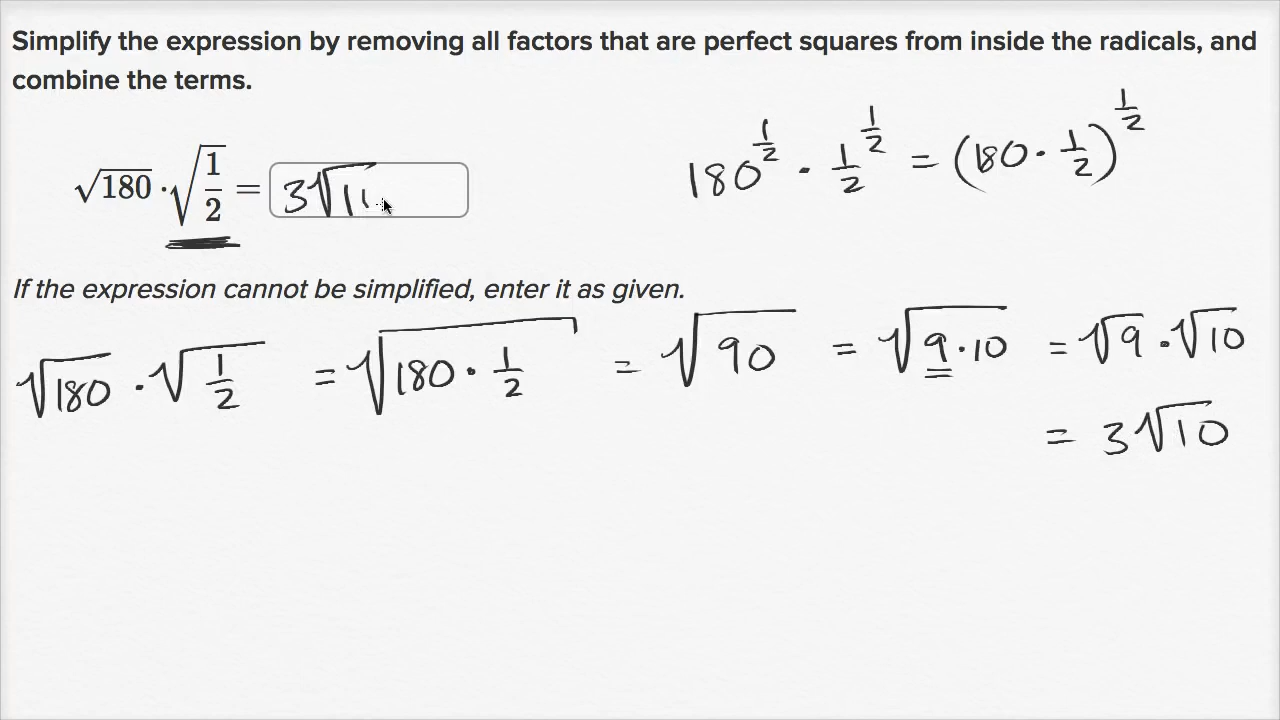 Simplify the expression by removing all factors that are perfect squares from inside the radicals, and
combine the terms.
180^(1/2) · 1/2^(1/2) = (180 · 1/2)^(1/2)
√180 · √(1/2) = 3√1
If the expression cannot be simplified, enter it as given.
√180 · √(1/2) = √(180 · 1/2) = √90 = √(9 · 10) = √9 · √10
= 3√10